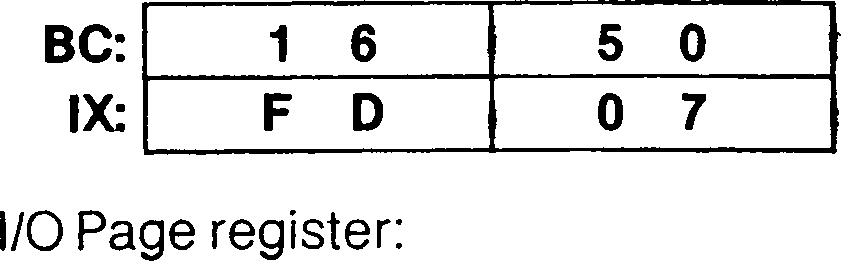 BC: 1 6 5 0
IX: F D 0 7
I/O Page register: